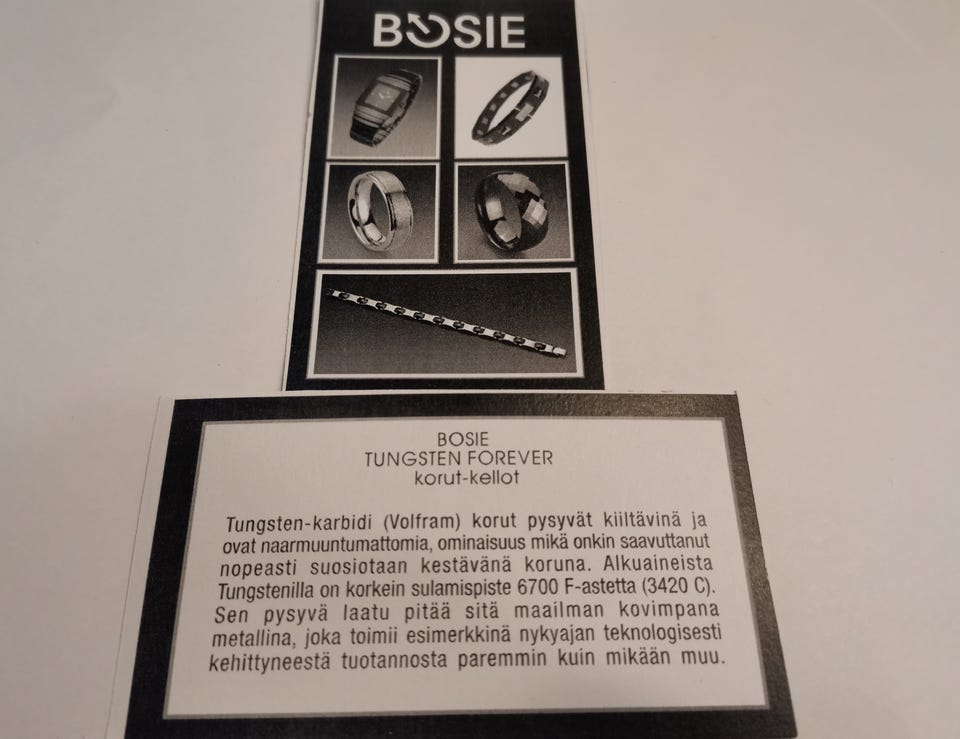 BOSIE
BOSIE
TUNGSTEN FOREVER
korut-kellot
Tungsten-karbidi (Volfram) korut pysyvät kiiltävinä ja
ovat naarmuuntumattomia, ominaisuus mikä onkin saavuttanut
nopeasti suosiotaan kestävänä koruna. Alkuaineista
Tungstenilla on korkein sulamispiste 6700 F-astetta (3420 C).
Sen pysyvä laatu pitää sitä maailman kovimpana
metallina, joka toimii esimerkkinä nykyajan teknologisesti
kehittyneestä tuotannosta paremmin kuin mikään muu.